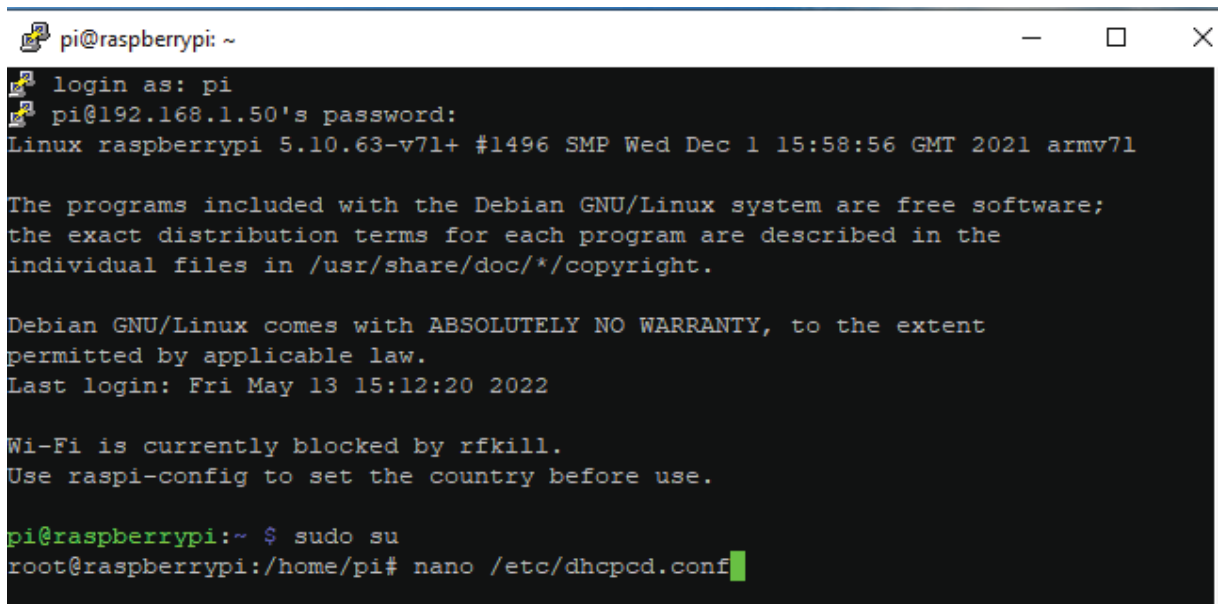 pi@raspberrypi: ~
login as: pi
pi@192.168.1.50's password:
Linux raspberrypi 5.10.63-v7l+ #1496 SMP Wed Dec 1 15:58:56 GMT 2021 armv7l
The programs included with the Debian GNU/Linux system are free software;
the exact distribution terms for each program are described in the
individual files in /usr/share/doc/*/copyright.
Debian GNU/Linux comes with ABSOLUTELY NO WARRANTY, to the extent
permitted by applicable law.
Last login: Fri May 13 15:12:20 2022
Wi-Fi is currently blocked by rfkill.
Use raspi-config to set the country before use.
pi@raspberrypi:~ $ sudo su
root@raspberrypi:/home/pi# nano /etc/dhcpcd.conf